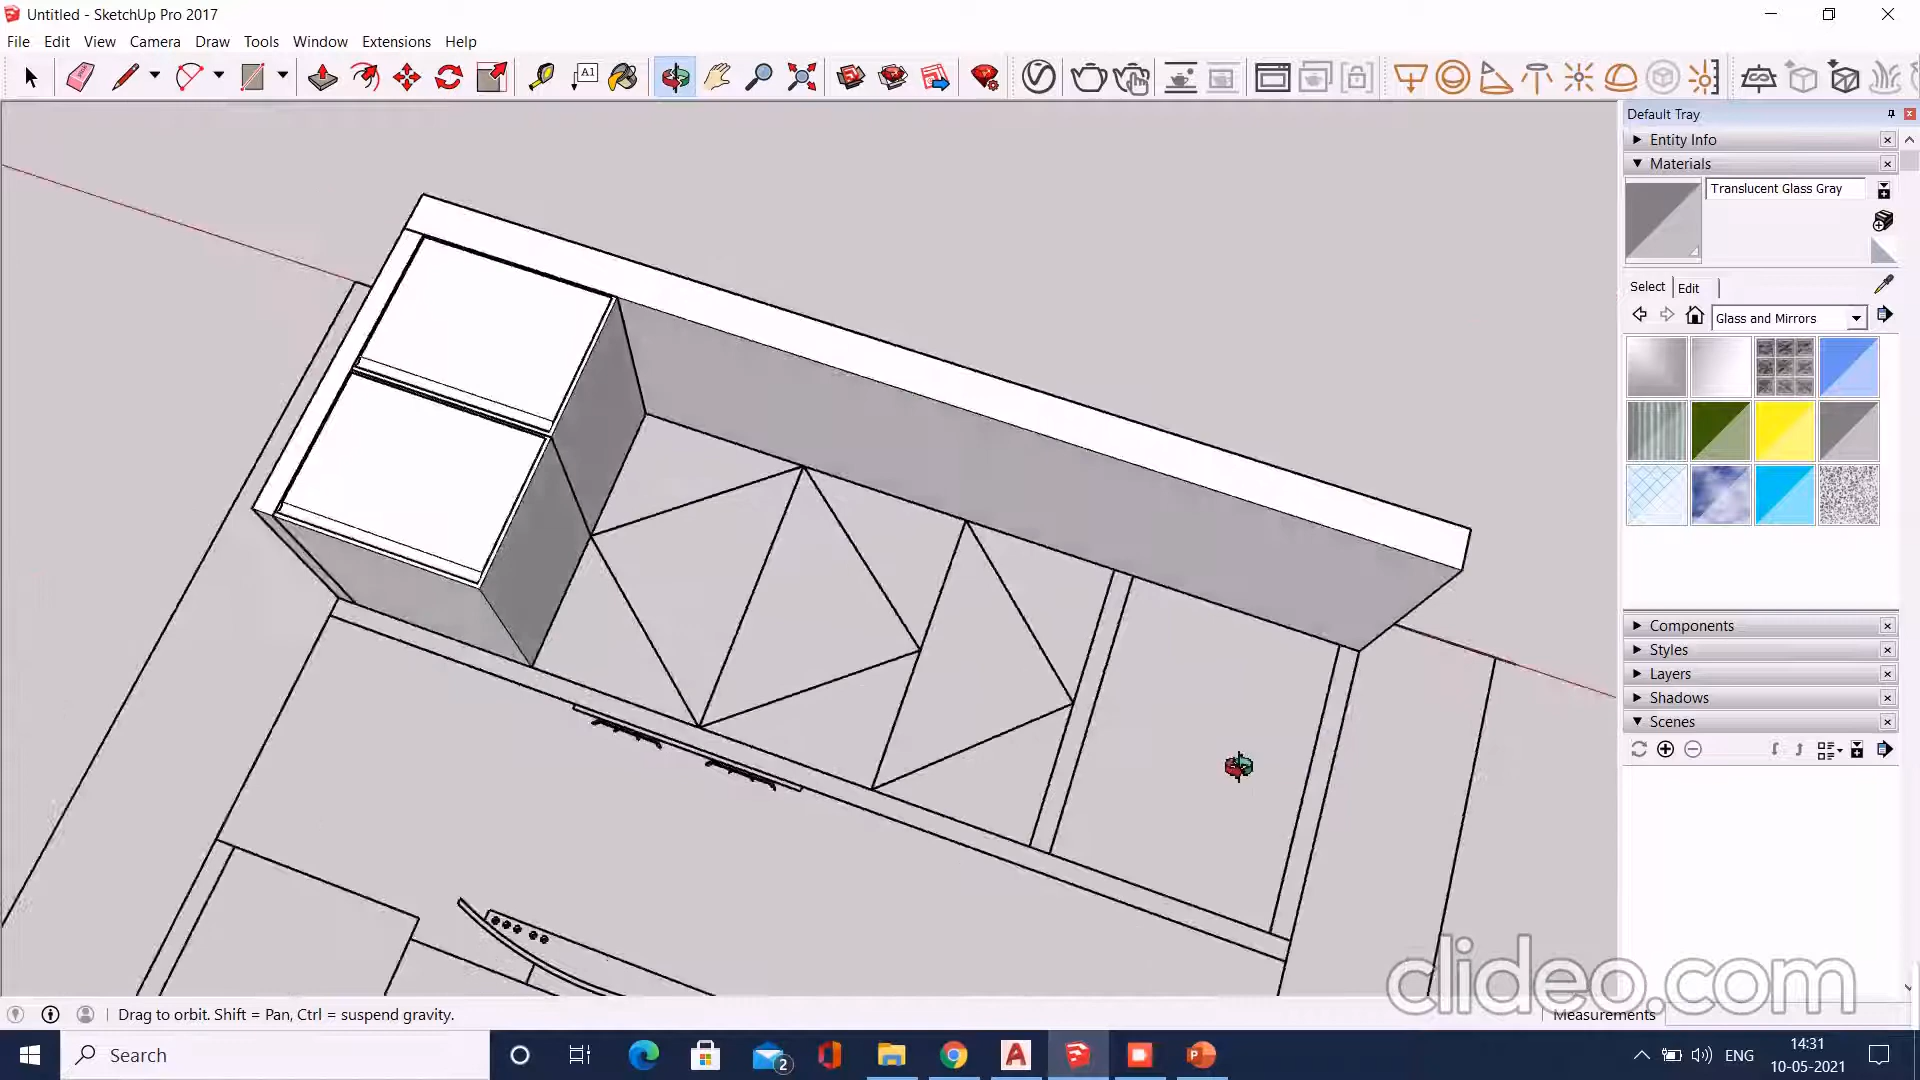 Untitled - SketchUp Pro 2017
File Edit View Camera Draw Tools Window Extensions Help
A1
Default Tray
Entity Info
Materials
Translucent Glass Gray
Select Edit
Glass and Mirrors
Components
Styles
Layers
Shadows
Scenes
clideo.com
Drag to orbit. Shift = Pan, Ctrl = suspend gravity.
Measurements
Search
2
ENG
14:31
10-05-2021